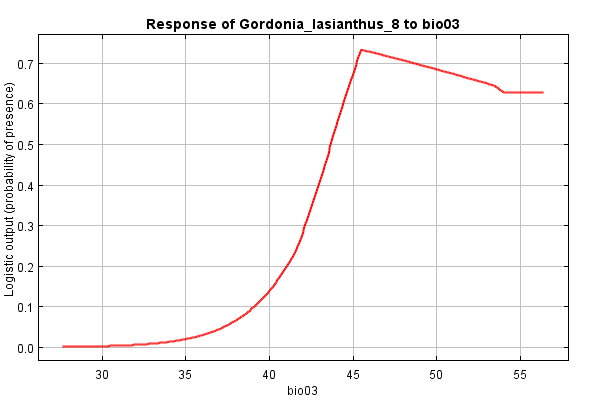 Response of Gordonia_lasianthus_8 to bio03
Logistic output (probability of presence)
0.7
0.6
0.5
0.4
0.3
0.2
0.1
0.0
30 35 40 45 50 55
bio03